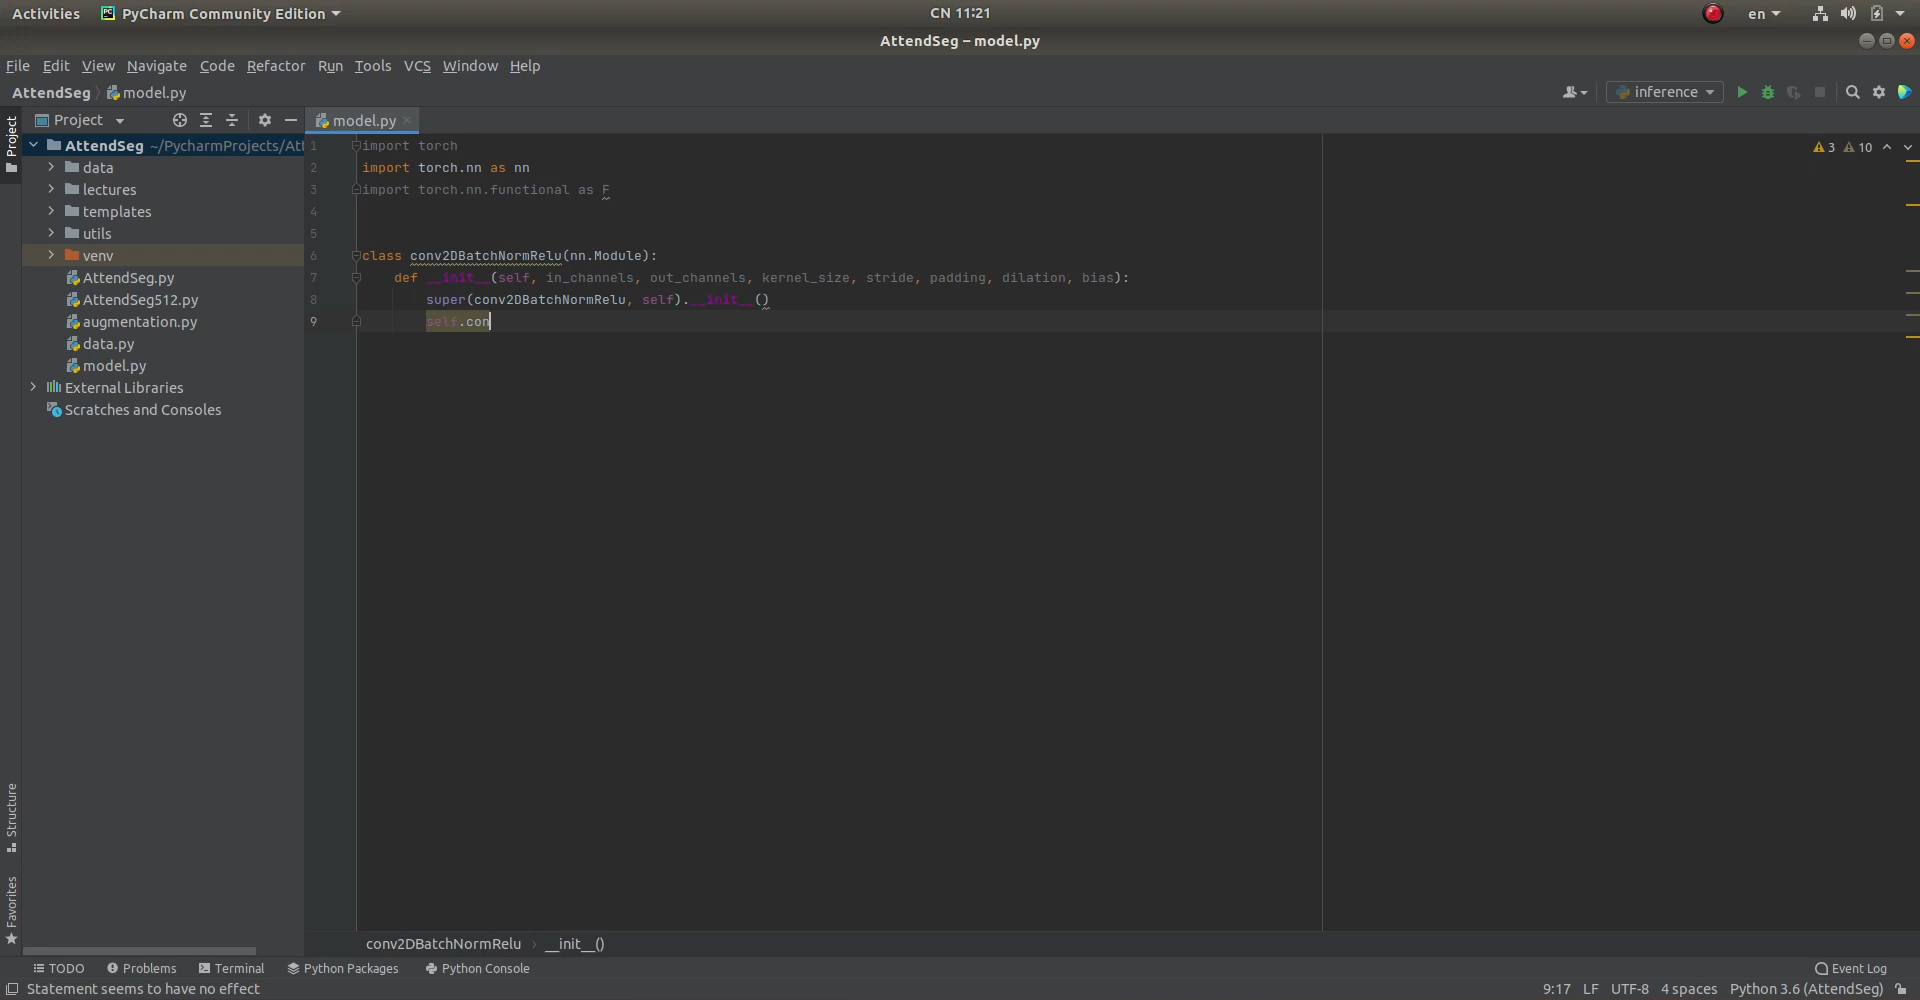 Activities PyCharm Community Edition CN 11:21 en
AttendSeg – model.py
File Edit View Navigate Code Refactor Run Tools VCS Window Help
AttendSeg model.py inference
Project Project model.py
AttendSeg ~/PycharmProjects/Att
data
lectures
templates
utils
venv
AttendSeg.py
AttendSeg512.py
augmentation.py
data.py
model.py
External Libraries
Scratches and Consoles
1 import torch
2 import torch.nn as nn
3 import torch.nn.functional as F
4
5
6 class conv2DBatchNormRelu(nn.Module):
7 def __init__(self, in_channels, out_channels, kernel_size, stride, padding, dilation, bias):
8 super(conv2DBatchNormRelu, self).__init__()
9 self.con
3 10
Structure
Favorites
conv2DBatchNormRelu __init__()
TODO Problems Terminal Python Packages Python Console Event Log
Statement seems to have no effect 9:17 LF UTF-8 4 spaces Python 3.6 (AttendSeg)